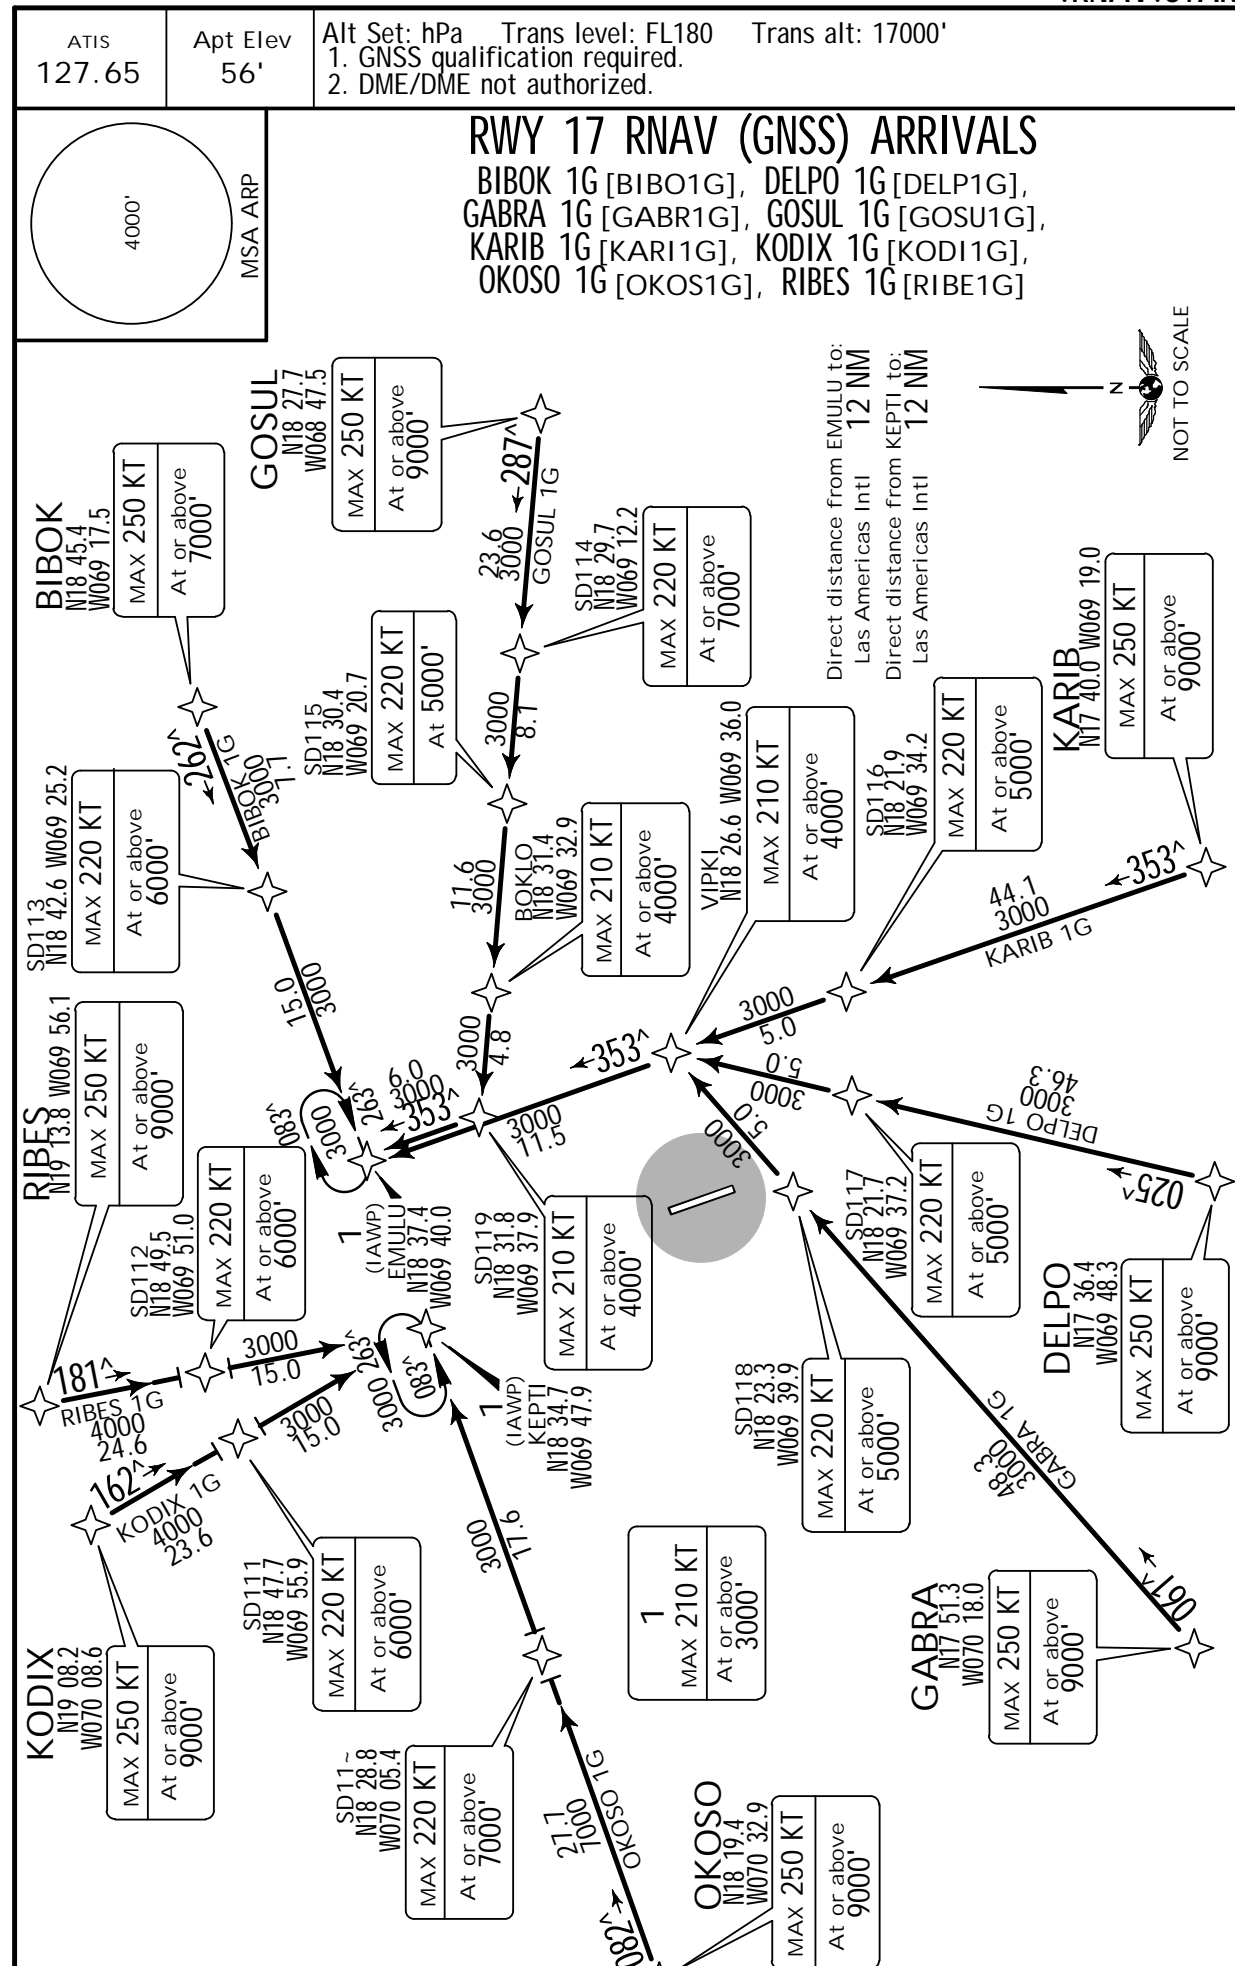 ATIS
127.65
Apt Elev
56'
Alt Set: hPa Trans level: FL180 Trans alt: 17000'
1. GNSS qualification required.
2. DME/DME not authorized.
4000'
MSA ARP
RWY 17 RNAV (GNSS) ARRIVALS
BIBOK 1G [BIBO1G], DELPO 1G [DELP1G],
GABRA 1G [GABR1G], GOSUL 1G [GOSU1G],
KARIB 1G [KARI1G], KODIX 1G [KODI1G],
OKOSO 1G [OKOS1G], RIBES 1G [RIBE1G]
Direct distance from EMULU to:
Las Americas Intl 12 NM
Direct distance from KEPTI to:
Las Americas Intl 12 NM
N
NOT TO SCALE
GOSUL
N18 27.7
W068 47.5
MAX 250 KT
At or above
9000'
287^
GOSUL 1G
23.6
3000
SD114
N18 29.7
W069 12.2
MAX 220 KT
At or above
7000'
3000
8.1
SD115
N18 30.4
W069 20.7
MAX 220 KT
At 5000'
11.6
3000
BOKLO
N18 31.4
W069 32.9
MAX 210 KT
At or above
4000'
3000
4.8
BIBOK
N18 45.4
W069 17.5
MAX 250 KT
At or above
7000'
262^
BIBOK 1G
3000
7.7
SD113
N18 42.6 W069 25.2
MAX 220 KT
At or above
6000'
15.0
3000
VIPKI
N18 26.6 W069 36.0
MAX 210 KT
At or above
4000'
353^
3000
11.5
SD116
N18 21.9
W069 34.2
MAX 220 KT
At or above
5000'
3000
5.0
KARIB
N17 40.0 W069 19.0
MAX 250 KT
At or above
9000'
353^
44.1
3000
KARIB 1G
RIBES
N19 13.8 W069 56.1
MAX 250 KT
At or above
9000'
181^
RIBES 1G
4000
24.6
SD112
N18 49.5
W069 51.0
MAX 220 KT
At or above
6000'
3000
15.0
083^
3000
263^
6.0
3000
353^
1
(IAWP)
EMULU
N18 37.4
W069 40.0
SD119
N18 31.8
W069 37.9
MAX 210 KT
At or above
4000'
5.0
3000
SD117
N18 21.7
W069 37.2
MAX 220 KT
At or above
5000'
46.3
3000
DELPO 1G
025^
DELPO
N17 36.4
W069 48.3
MAX 250 KT
At or above
9000'
5.0
3000
SD118
N18 23.3
W069 39.9
MAX 220 KT
At or above
5000'
GABRA 1G
3000
48.3
061^
GABRA
N17 51.3
W070 18.0
MAX 250 KT
At or above
9000'
263^
3000
083^
1
(IAWP)
KEPTI
N18 34.7
W069 47.9
KODIX
N19 08.2
W070 08.6
MAX 250 KT
At or above
9000'
162^
KODIX 1G
4000
23.6
SD111
N18 47.7
W069 55.9
MAX 220 KT
At or above
6000'
3000
15.0
3000
17.6
SD11~
N18 28.8
W070 05.4
MAX 220 KT
At or above
7000'
1
MAX 210 KT
At or above
3000'
27.1
7000
OKOSO 1G
082^
OKOSO
N18 19.4
W070 32.9
MAX 250 KT
At or above
9000'